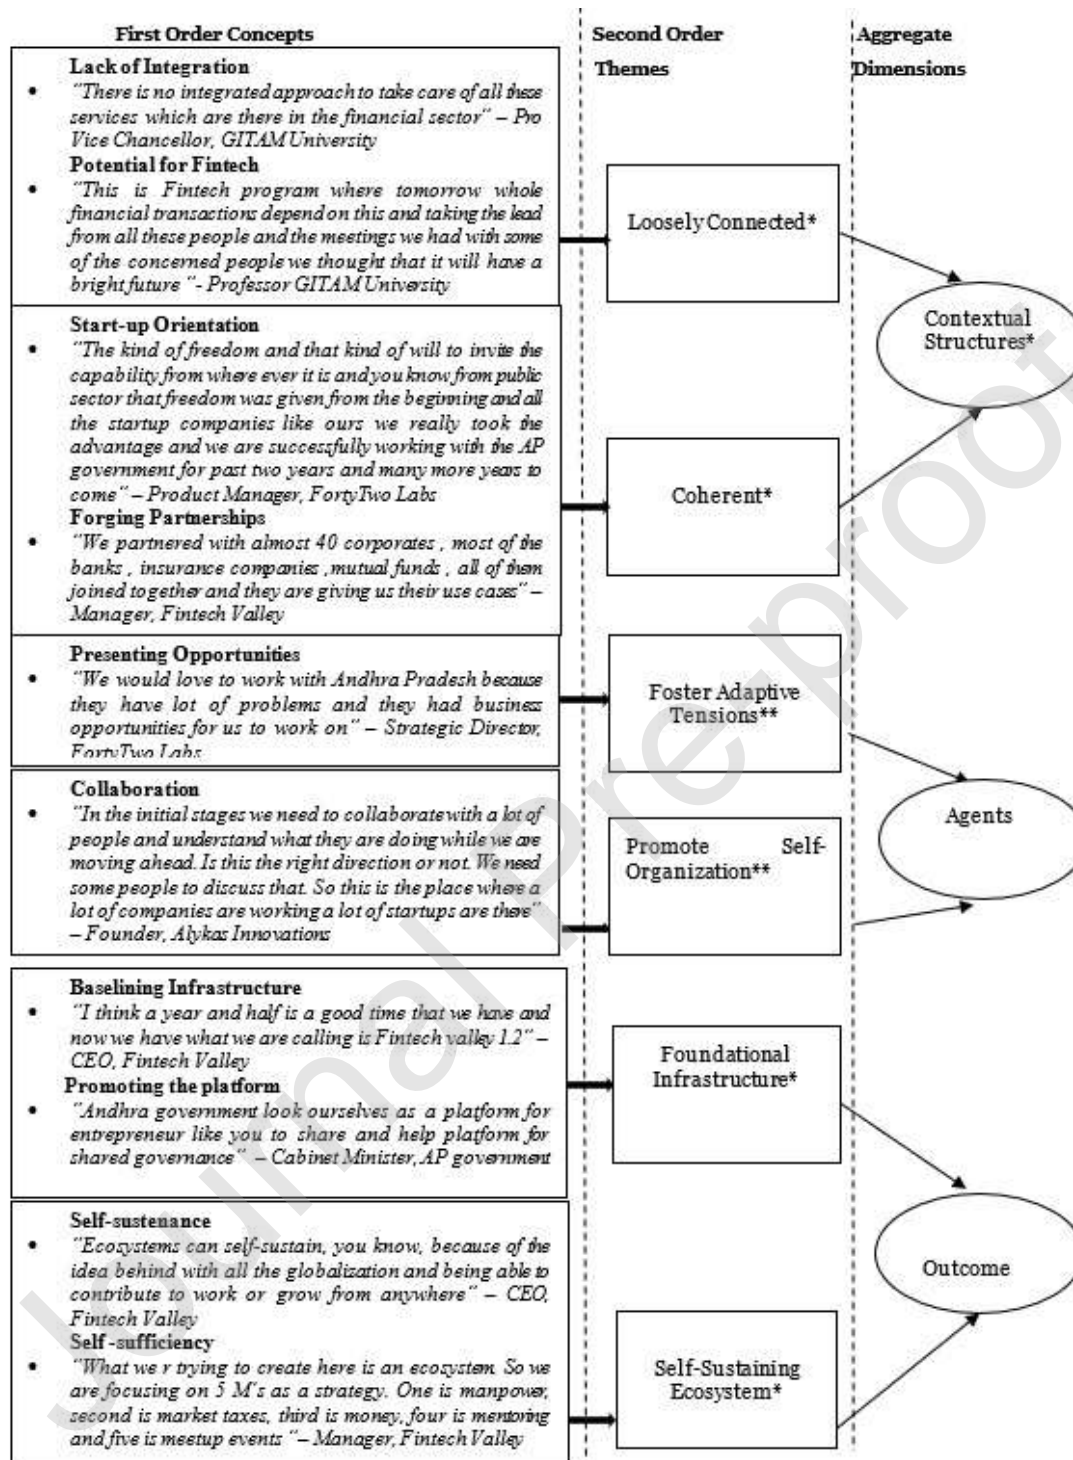 First Order Concepts
Second Order
Themes
Aggregate
Dimensions
Lack of Integration
• "There is no integrated approach to take care of all these
services which are there in the financial sector" – Pro
Vice Chancellor, GITAM University
Potential for Fintech
• "This is Fintech program where tomorrow whole
financial transactions depend on this and taking the lead
from all these people and the meetings we had with some
of the concerned people we thought that it will have a
bright future "- Professor GITAM University
Loosely Connected*
Contextual
Structures*
Start-up Orientation
• "The kind of freedom and that kind of will to invite the
capability from where ever it is and you know from public
sector that freedom was given from the beginning and all
the startup companies like ours we really took the
advantage and we are successfully working with the AP
government for past two years and many more years to
come" – Product Manager, FortyTwo Labs
Forging Partnerships
• "We partnered with almost 40 corporates , most of the
banks , insurance companies ,mutual funds , all of them
joined together and they are giving us their use cases" –
Manager, Fintech Valley
Coherent*
Presenting Opportunities
• "We would love to work with Andhra Pradesh because
they have lot of problems and they had business
opportunities for us to work on" – Strategic Director,
FortyTwo Labs
Foster Adaptive
Tensions**
Agents
Collaboration
• "In the initial stages we need to collaborate with a lot of
people and understand what they are doing while we are
moving ahead. Is this the right direction or not. We need
some people to discuss that. So this is the place where a
lot of companies are working a lot of startups are there"
– Founder, Alykas Innovations
Promote Self-
Organization**
Baselining Infrastructure
• "I think a year and half is a good time that we have and
now we have what we are calling is Fintech valley 1.2" –
CEO, Fintech Valley
Promoting the platform
• "Andhra government look ourselves as a platform for
entrepreneur like you to share and help platform for
shared governance" – Cabinet Minister, AP government
Foundational
Infrastructure*
Outcome
Self-sustenance
• "Ecosystems can self-sustain, you know, because of the
idea behind with all the globalization and being able to
contribute to work or grow from anywhere" – CEO,
Fintech Valley
Self -sufficiency
• "What we r trying to create here is an ecosystem. So we
are focusing on 5 M's as a strategy. One is manpower,
second is market taxes, third is money, four is mentoring
and five is meetup events "– Manager, Fintech Valley
Self-Sustaining
Ecosystem*
Journal Pre-proof